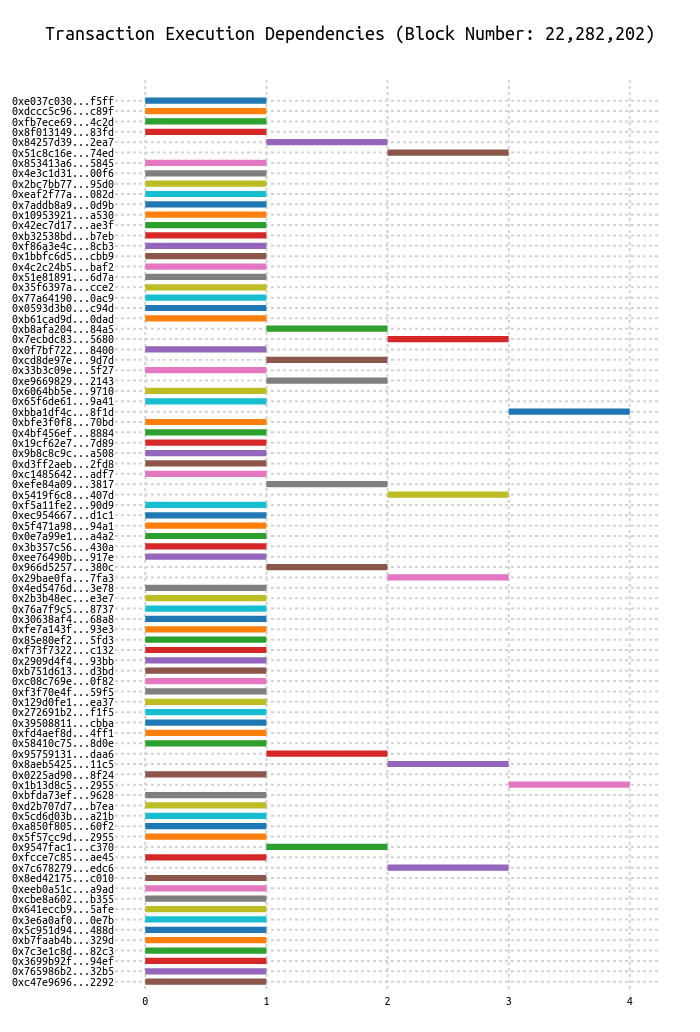 Transaction Execution Dependencies (Block Number: 22,282,202)
0xe037c030...f5ff
0xdccc5c96...c89f
0xfb7ece69...4c2d
0x8f013149...83fd
0x84257d39...2ea7
0x51c8c16e...74ed
0x853413a6...5845
0x4e3c1d31...00f6
0x2bc7bb77...95d0
0xeaf2f77a...082d
0x7addb8a9...0d9b
0x10953921...a530
0x42ec7d17...ae3f
0xb32538bd...b7eb
0xf86a3e4c...8cb3
0x1bbfc6d5...cbb9
0x4c2c24b5...baf2
0x51e81891...6d7a
0x35f6397a...cce2
0x77a64190...0ac9
0x0593d3b0...c94d
0xb61cad9d...0dad
0xb8afa204...84a5
0x7ecbdc83...5680
0x0f7bf722...8400
0xcd8de97e...9d7d
0x33b3c09e...5f27
0xe9669829...2143
0x6064bb5e...9710
0x65f6de61...9a41
0xbba1df4c...8f1d
0xbfe3f0f8...70bd
0x4bf456ef...8884
0x19cf62e7...7d89
0x9b8c8c9c...a508
0xd3ff2aeb...2fd8
0xc1485642...adf7
0xefe84a09...3817
0x5419f6c8...407d
0xf5a11fe2...90d9
0xec954667...d1c1
0x5f471a98...94a1
0x0e7a99e1...a4a2
0x3b357c56...430a
0xee76490b...917e
0x966d5257...380c
0x29bae0fa...7fa3
0x4ed5476d...3e78
0x2b3b48ec...e3e7
0x76a7f9c5...8737
0x30638af4...68a8
0xfe7a143f...93e3
0x85e80ef2...5fd3
0xf73f7322...c132
0x2909d4f4...93bb
0xb751d613...d3bd
0xc08c769e...0f82
0xf3f70e4f...59f5
0x129d0fe1...ea37
0x272691b2...f1f5
0x39508811...cbba
0xfd4aef8d...4ff1
0x58410c75...8d0e
0x95759131...daa6
0x8aeb5425...11c5
0x0225ad90...8f24
0x1b13d8c5...2955
0xbfda73ef...9628
0xd2b707d7...b7ea
0x5cd6d03b...a21b
0xa850f805...60f2
0x5f57cc9d...2955
0x9547fac1...c370
0xfcce7c85...ae45
0x7c678279...edc6
0x8ed42175...c010
0xeeb0a51c...a9ad
0xcbe8a602...b355
0x641eccb9...5afe
0x3e6a0af0...0e7b
0x5c951d94...488d
0xb7faab4b...329d
0x7c3e1c8d...82c3
0x3699b92f...94ef
0x765986b2...32b5
0xc47e9696...2292
0 1 2 3 4